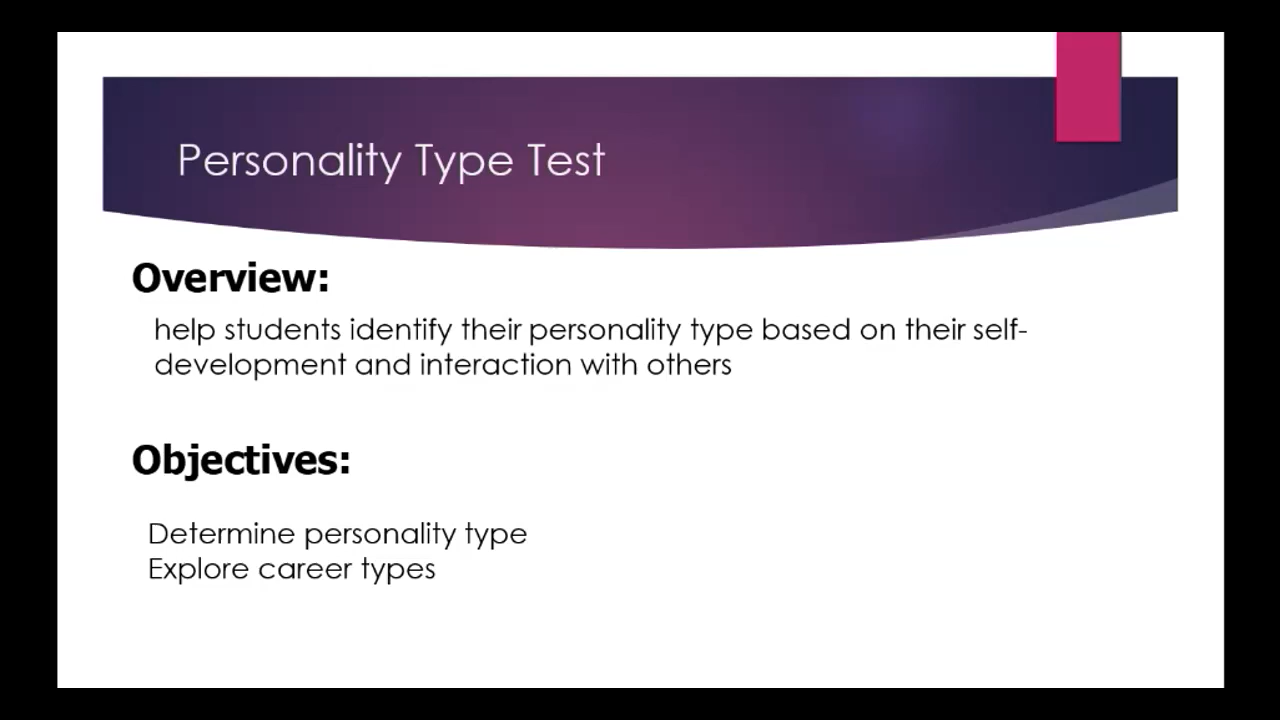 Personality Type Test
Overview:
help students identify their personality type based on their self-
development and interaction with others
Objectives:
Determine personality type
Explore career types